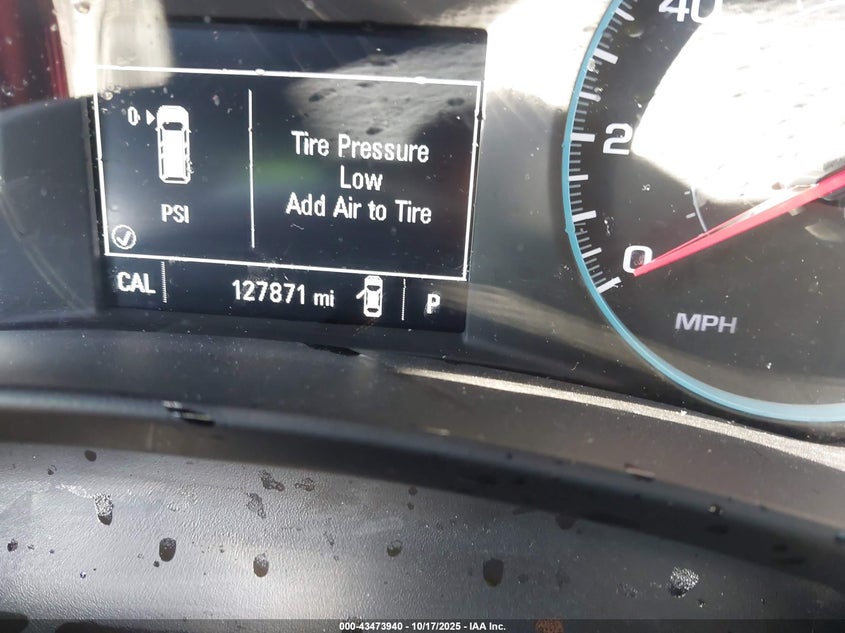 40
0
Tire Pressure
Low
Add Air to Tire
PSI
CAL
127871 mi
P
2
0
MPH
000-43473940 - 10/17/2025 - IAA Inc.